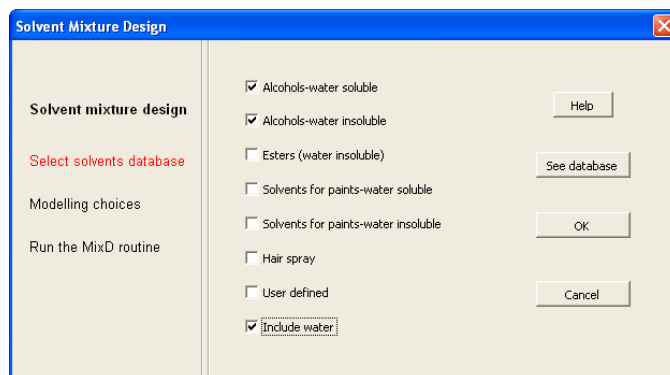 Solvent Mixture Design
Solvent mixture design
Select solvents database
Modelling choices
Run the MixD routine
Alcohols-water soluble
Alcohols-water insoluble
Esters (water insoluble)
Solvents for paints-water soluble
Solvents for paints-water insoluble
Hair spray
User defined
Include water
Help
See database
OK
Cancel